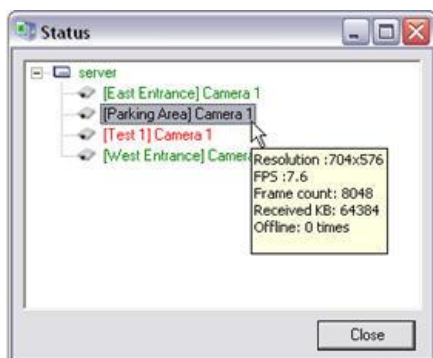 Status
server
[East Entrance] Camera 1
[Parking Area] Camera 1
[Test 1] Camera 1
[West Entrance] Camera
Resolution :704x576
FPS :7.6
Frame count: 8048
Received KB: 64384
Offline: 0 times
Close